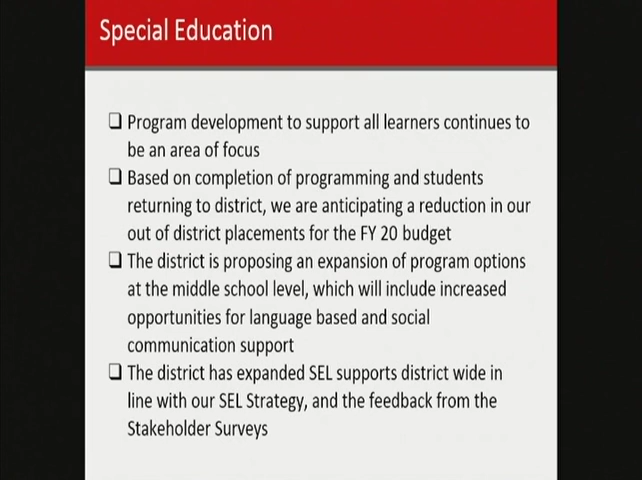 Special Education
❑ Program development to support all learners continues to
be an area of focus
❑ Based on completion of programming and students
returning to district, we are anticipating a reduction in our
out of district placements for the FY 20 budget
❑ The district is proposing an expansion of program options
at the middle school level, which will include increased
opportunities for language based and social
communication support
❑ The district has expanded SEL supports district wide in
line with our SEL Strategy, and the feedback from the
Stakeholder Surveys